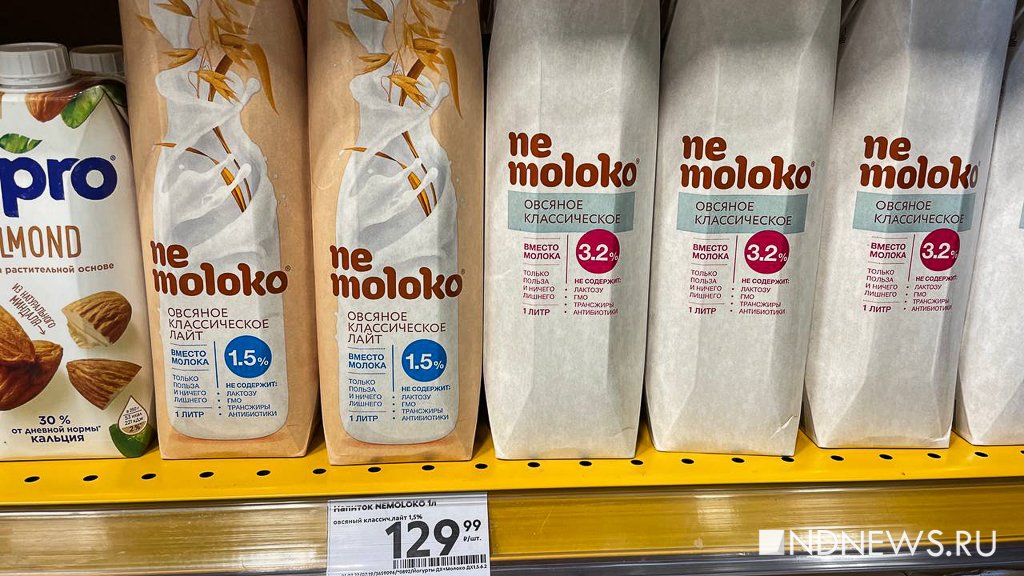 pro
MOND
растительной основе
ИЗ НАТУРАЛЬНОГО
МИНДАЛЯ
30 %
от дневной нормы*
КАЛЬЦИЯ
ne
moloko
ОВСЯНОЕ
КЛАССИЧЕСКОЕ
ЛАЙТ
ВМЕСТО
МОЛОКА
1.5%
ТОЛЬКО
ПОЛЬЗА
И НИЧЕГО
ЛИШНЕГО
НЕ СОДЕРЖИТ:
• ЛАКТОЗУ
• ГМО
• ТРАНСЖИРЫ
• АНТИБИОТИКИ
1 ЛИТР
ne
moloko
ОВСЯНОЕ
КЛАССИЧЕСКОЕ
ЛАЙТ
ВМЕСТО
МОЛОКА
1.5%
ТОЛЬКО
ПОЛЬЗА
И НИЧЕГО
ЛИШНЕГО
НЕ СОДЕРЖИТ:
• ЛАКТОЗУ
• ГМО
• ТРАНСЖИРЫ
• АНТИБИОТИКИ
1 ЛИТР
ne
moloko
ОВСЯНОЕ
КЛАССИЧЕСКОЕ
ВМЕСТО
МОЛОКА
3.2%
ТОЛЬКО
ПОЛЬЗА
И НИЧЕГО
ЛИШНЕГО
НЕ СОДЕРЖИТ:
• ЛАКТОЗУ
• ГМО
• ТРАНСЖИРЫ
• АНТИБИОТИКИ
1 ЛИТР
ne
moloko
ОВСЯНОЕ
КЛАССИЧЕСКОЕ
ВМЕСТО
МОЛОКА
3.2%
ТОЛЬКО
ПОЛЬЗА
И НИЧЕГО
ЛИШНЕГО
НЕ СОДЕРЖИТ:
• ЛАКТОЗУ
• ГМО
• ТРАНСЖИРЫ
• АНТИБИОТИКИ
1 ЛИТР
ne
moloko
ОВСЯНОЕ
КЛАССИЧЕСКОЕ
ВМЕСТО
МОЛОКА
3.2%
ТОЛЬКО
ПОЛЬЗА
И НИЧЕГО
ЛИШНЕГО
НЕ СОДЕРЖИТ:
• ЛАКТОЗУ
• ГМО
• ТРАНСЖИРЫ
• АНТИБИОТИКИ
1 ЛИТР
Напиток NEMOLOKO 1л
овсяный классич.лайт 1,5%
129 99
₽/шт.
NDNEWS.RU